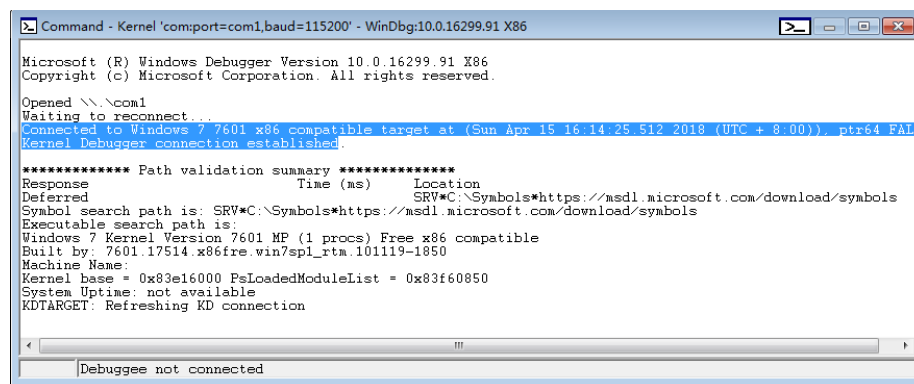 Command - Kernel 'com:port=com1,baud=115200' - WinDbg:10.0.16299.91 X86
Microsoft (R) Windows Debugger Version 10.0.16299.91 X86
Copyright (c) Microsoft Corporation. All rights reserved.
Opened \\.\com1
Waiting to reconnect...
Connected to Windows 7 7601 x86 compatible target at (Sun Apr 15 16:14:25.512 2018 (UTC + 8:00)), ptr64 FAL
Kernel Debugger connection established.
************* Path validation summary **************
Response Time (ms) Location
Deferred SRV*C:\Symbols*https://msdl.microsoft.com/download/symbols
Symbol search path is: SRV*C:\Symbols*https://msdl.microsoft.com/download/symbols
Executable search path is:
Windows 7 Kernel Version 7601 MP (1 procs) Free x86 compatible
Built by: 7601.17514.x86fre.win7sp1_rtm.101119-1850
Machine Name:
Kernel base = 0x83e16000 PsLoadedModuleList = 0x83f60850
System Uptime: not available
KDTARGET: Refreshing KD connection
Debuggee not connected